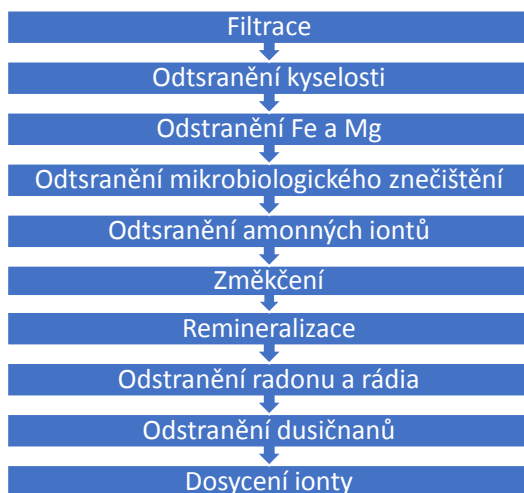 Filtrace
Odtsranění kyselosti
Odstranění Fe a Mg
Odtsranění mikrobiologického znečištění
Odtsranění amonných iontů
Změkčení
Remineralizace
Odstranění radonu a rádia
Odstranění dusičnanů
Dosycení ionty